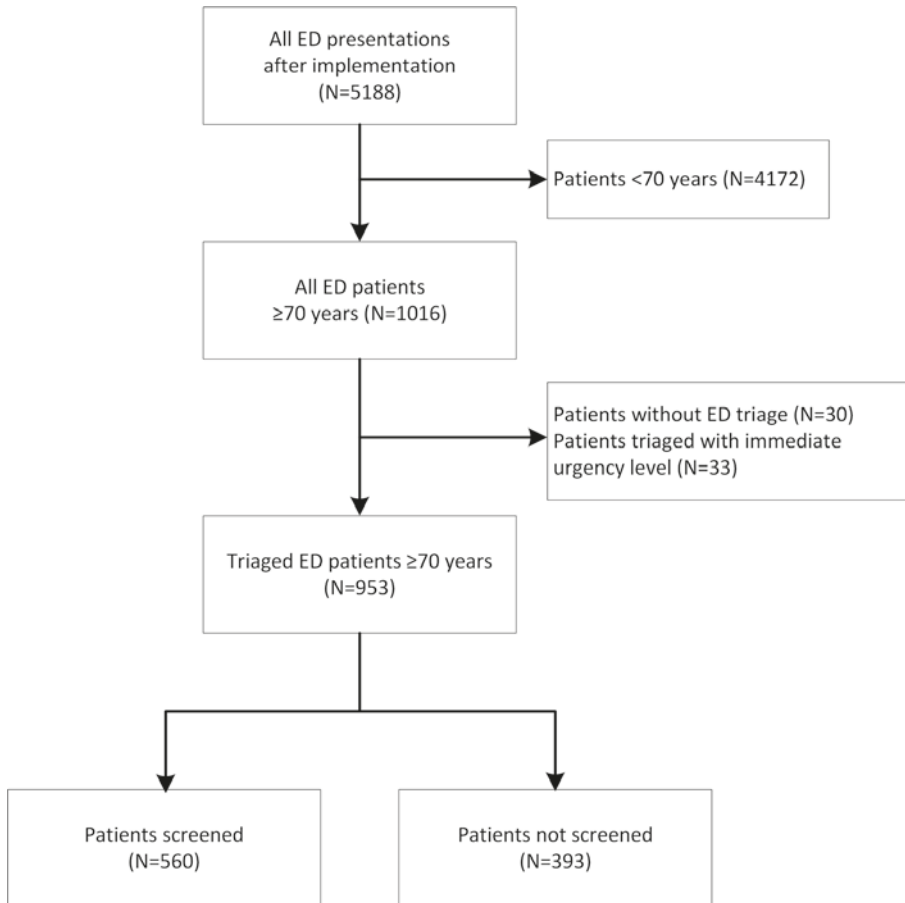 All ED presentations
after implementation
(N=5188)
Patients <70 years (N=4172)
All ED patients
≥70 years (N=1016)
Patients without ED triage (N=30)
Patients triaged with immediate
urgency level (N=33)
Triaged ED patients ≥70 years
(N=953)
Patients screened
(N=560)
Patients not screened
(N=393)